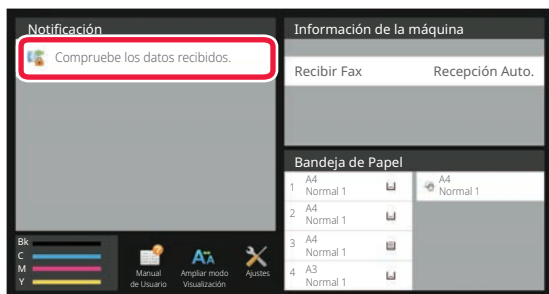 Notificación
Compruebe los datos recibidos.
Información de la máquina
Recibir Fax Recepción Auto.
Bandeja de Papel
1 A4
Normal 1
2 A4
Normal 1
3 A4
Normal 1
4 A3
Normal 1
A4
Normal 1
Bk
C
M
Y
Manual
de Usuario
Ampliar modo
Visualización
Ajustes